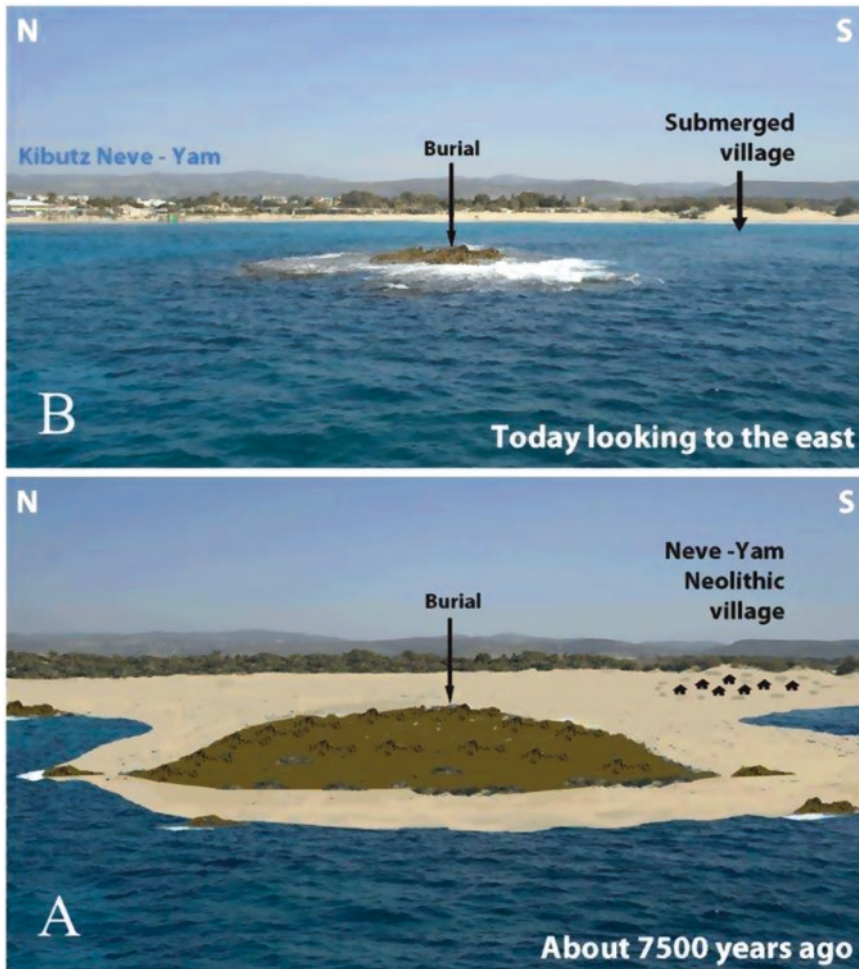 N
S
Submerged
village
Kibutz Neve - Yam
Burial
B
Today looking to the east
N
S
Neve -Yam
Neolithic
village
Burial
A
About 7500 years ago